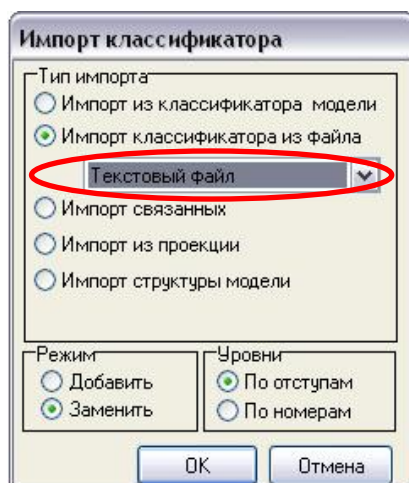 Импорт классификатора
Тип импорта
Импорт из классификатора модели
Импорт классификатора из файла
Текстовый файл
Импорт связанных
Импорт из проекции
Импорт структуры модели
Режим
Добавить
Заменить
Уровни
По отступам
По номерам
OK Отмена